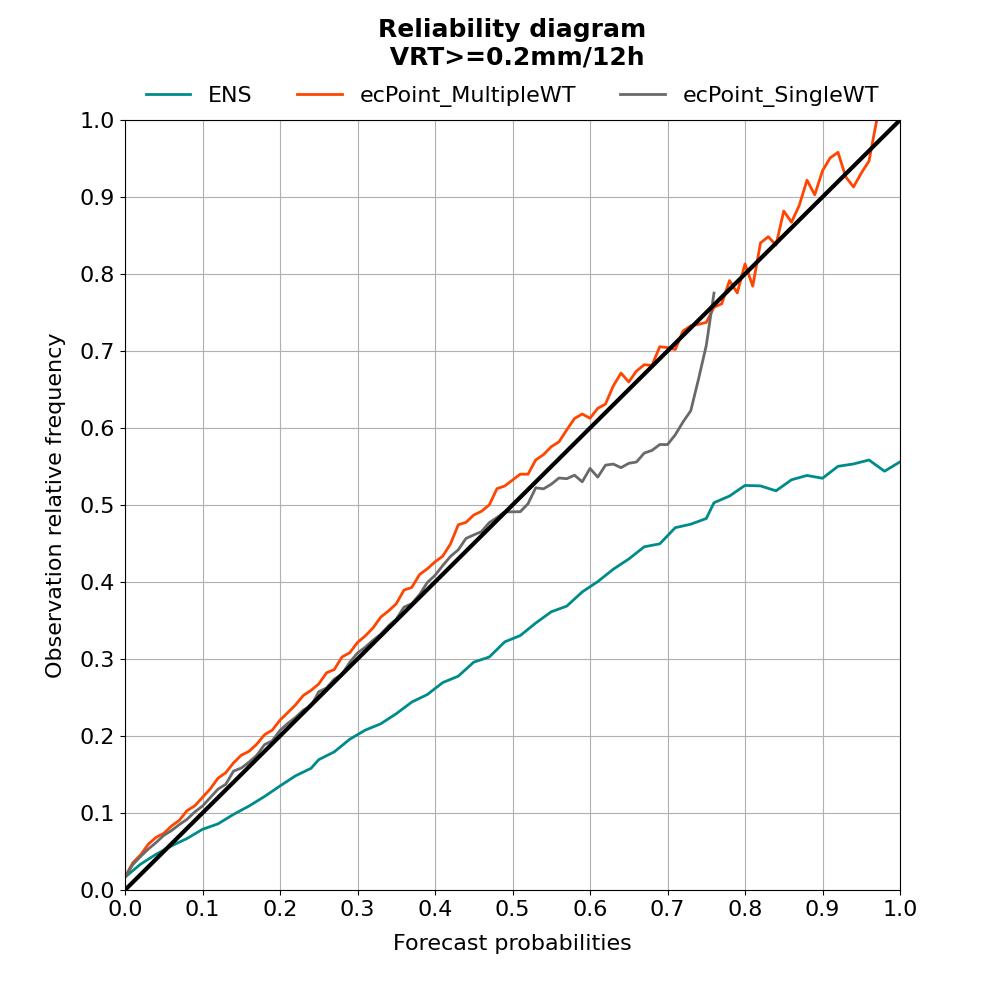 Reliability diagram
VRT>=0.2mm/12h
ENS ecPoint_MultipleWT ecPoint_SingleWT
1.0
0.9
0.8
0.7
0.6
0.5
0.4
0.3
0.2
0.1
0.0
Observation relative frequency
0.0 0.1 0.2 0.3 0.4 0.5 0.6 0.7 0.8 0.9 1.0
Forecast probabilities